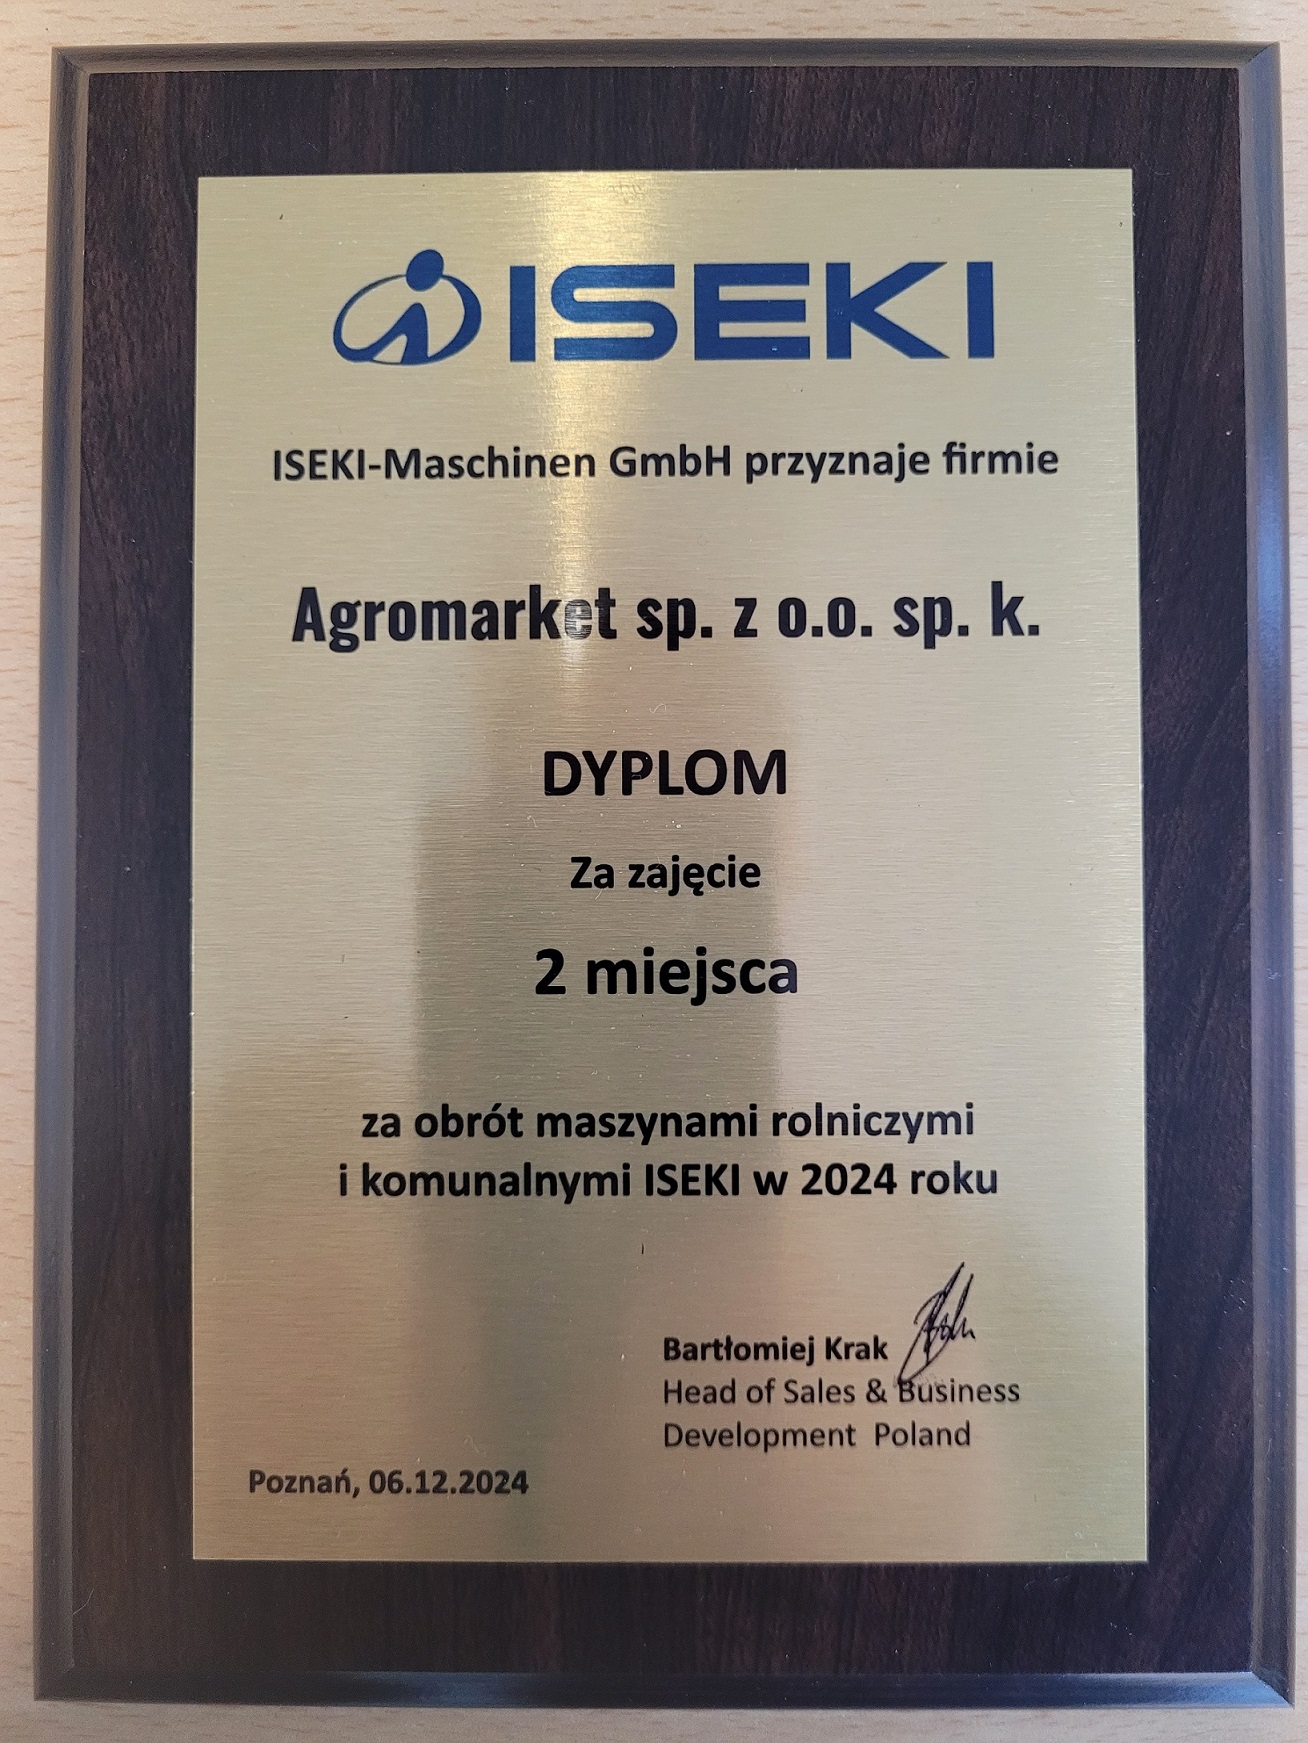 ISEKI
ISEKI-Maschinen GmbH przyznaje firmie
Agromarket sp. z o.o. sp. k.
DYPLOM
Za zajęcie
2 miejsca
za obrót maszynami rolniczymi
i komunalnymi ISEKI w 2024 roku
Bartłomiej Krak
Head of Sales & Business
Development Poland
Poznań, 06.12.2024